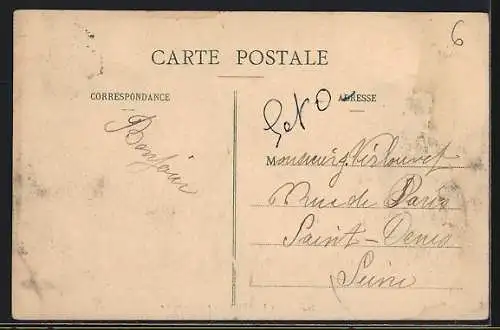 6
CARTE POSTALE
CORRESPONDANCE
ADRESSE
Bonjour
Monsieur
Rue de Paris
Saint-Denis
Seine